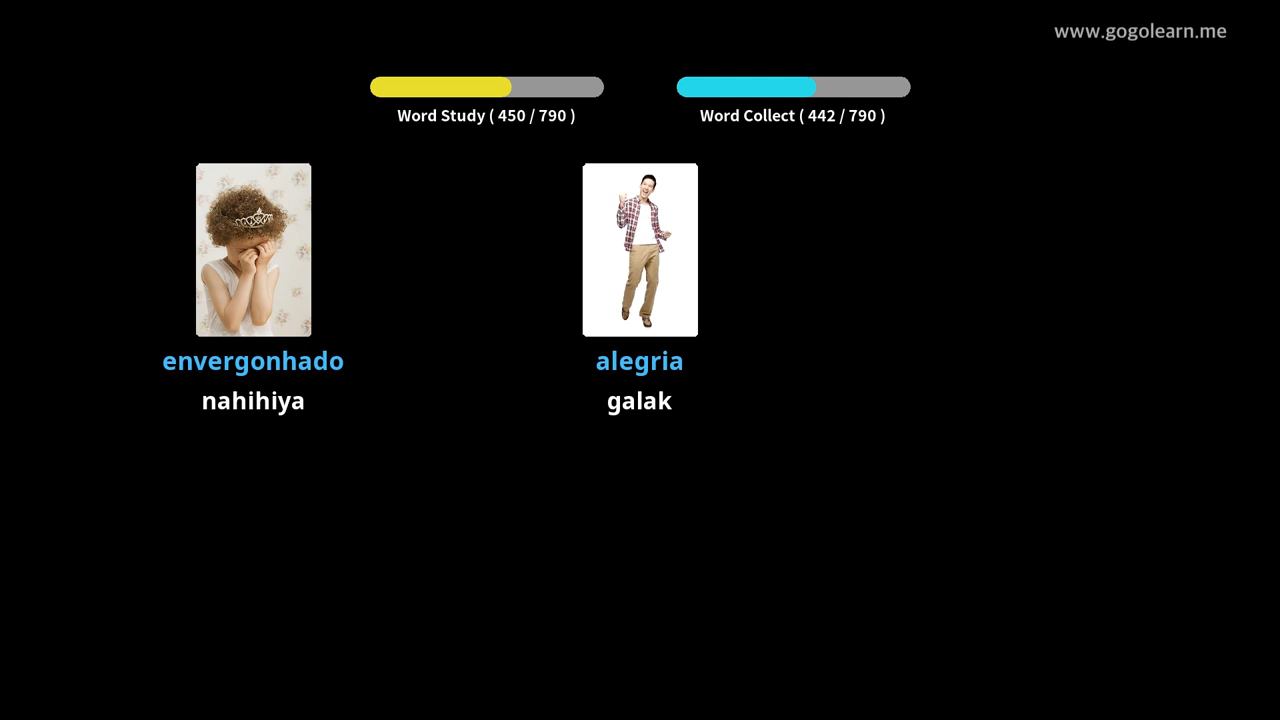 www.gogolearn.me
Word Study ( 450 / 790 )
Word Collect ( 442 / 790 )
envergonhado
nahihiya
alegria
galak